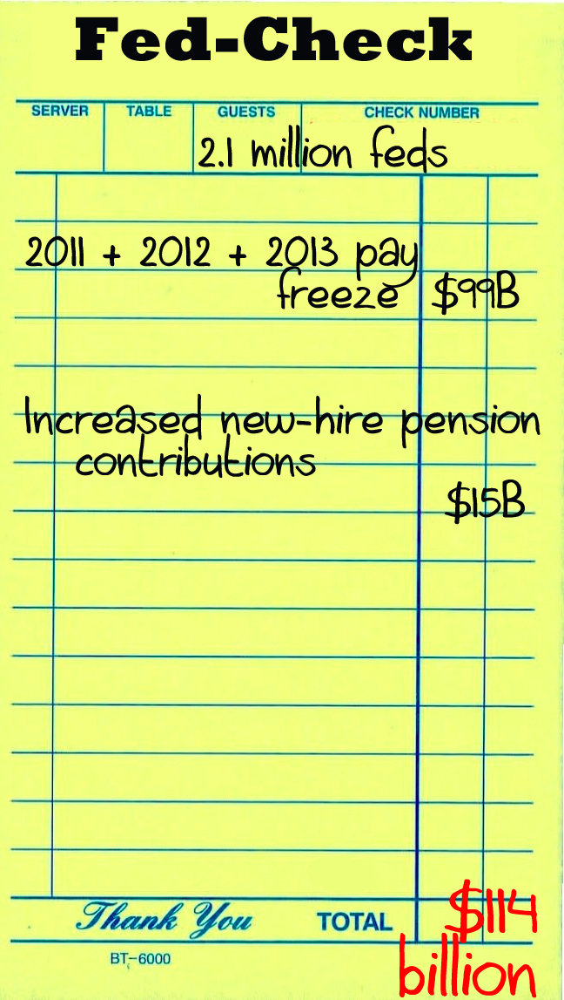 Fed-Check
SERVER TABLE GUESTS CHECK NUMBER
2.1 million feds
2011 + 2012 + 2013 pay
freeze $99B
Increased new-hire pension
contributions
$15B
Thank You TOTAL $114
billion
BT-6000